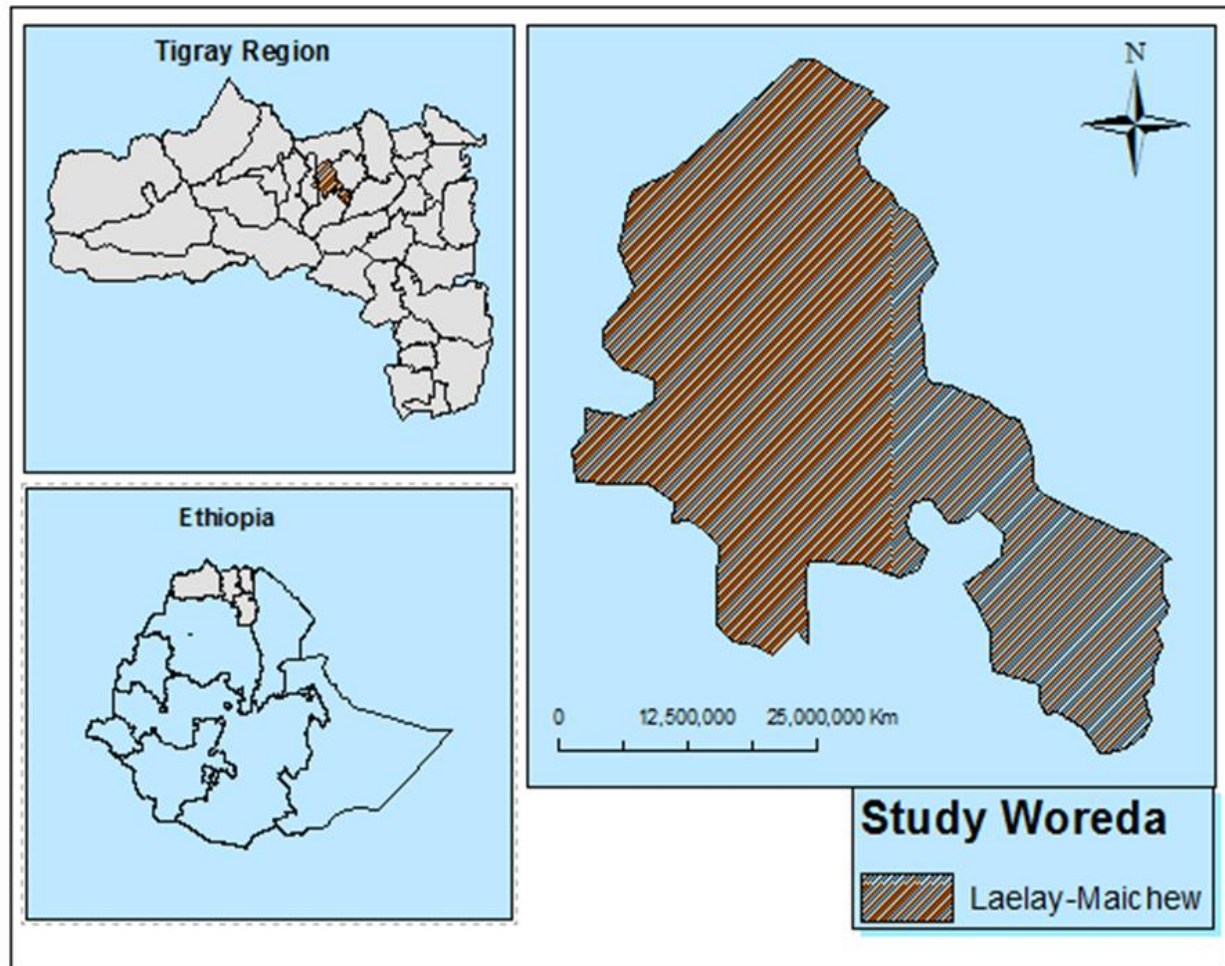 Tigray Region
N
Ethiopia
0 12,500,000 25,000,000 Km
Study Woreda
Laelay-Maichew